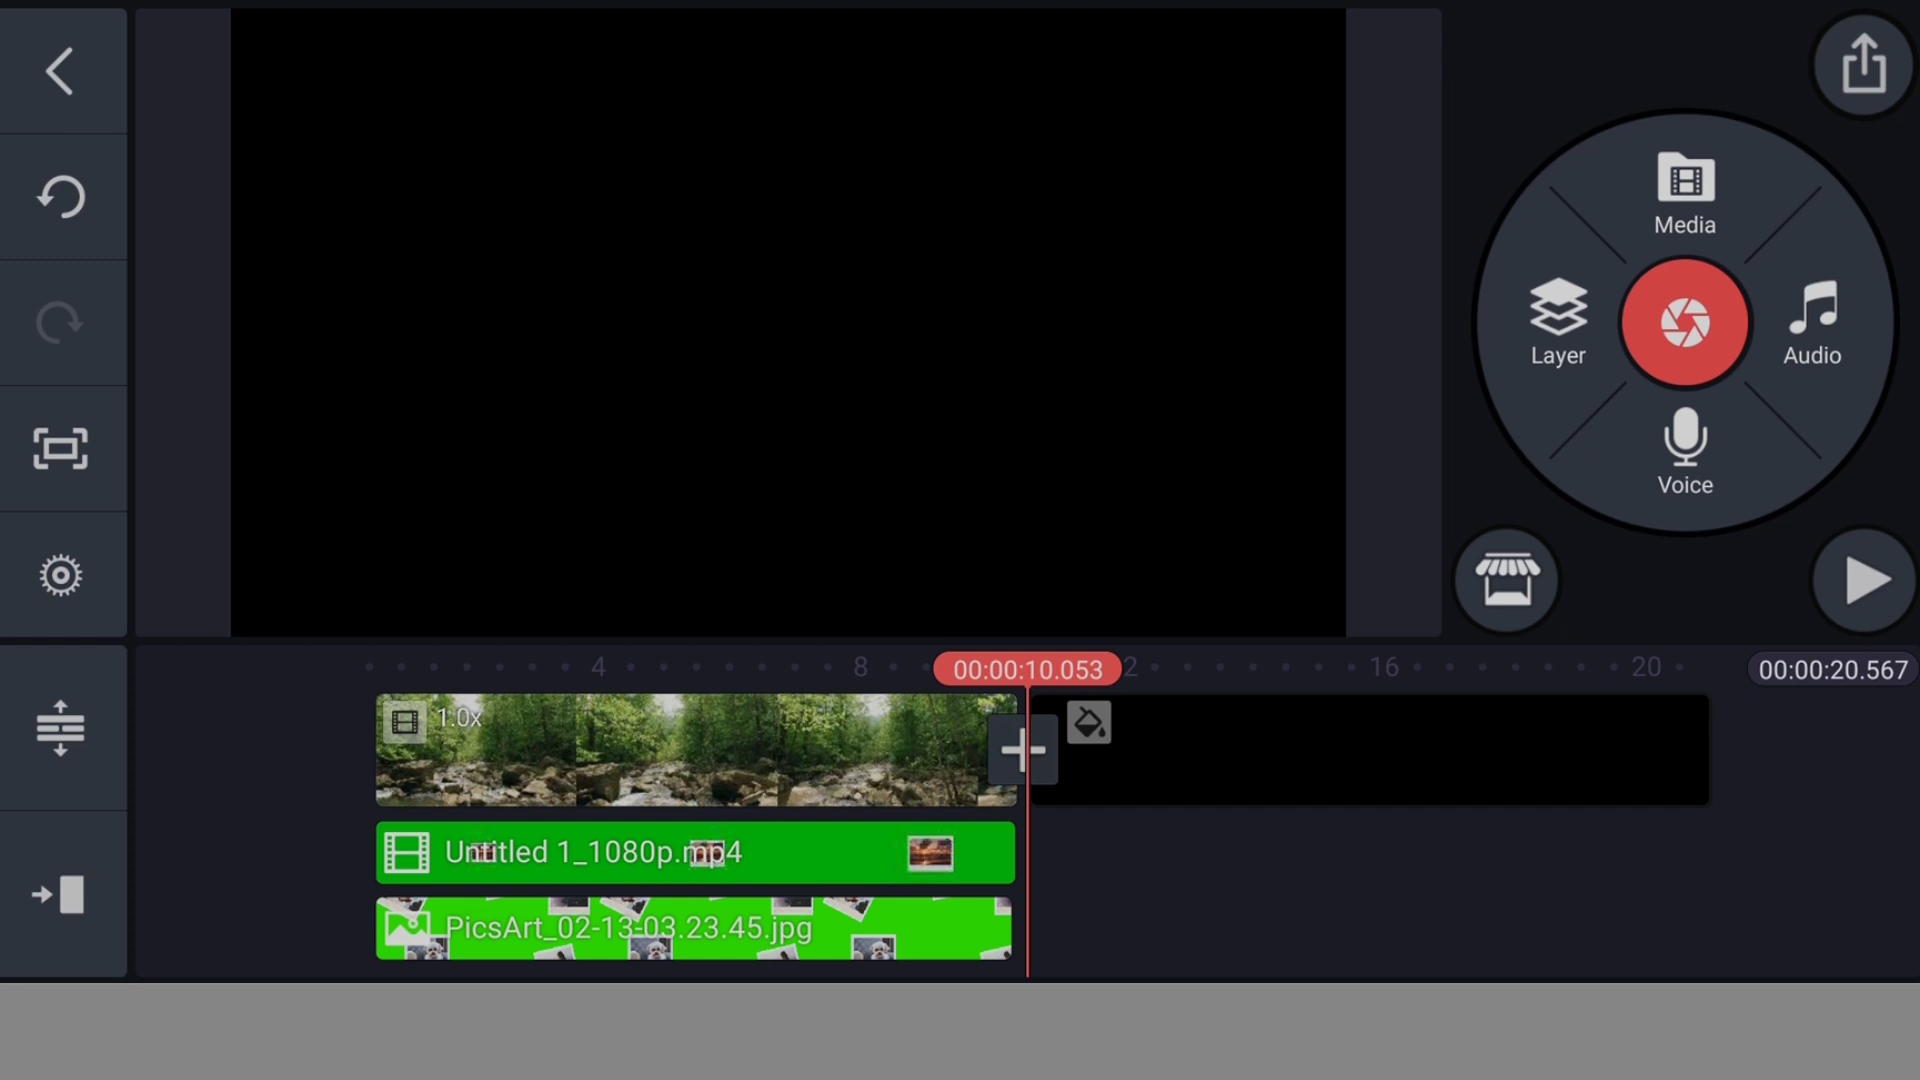 Media
Layer
Audio
Voice
4
8
00:00:10.053
2
16
20
00:00:20.567
1.0x
Untitled 1_1080p.mp4
PicsArt_02-13-03.23.45.jpg